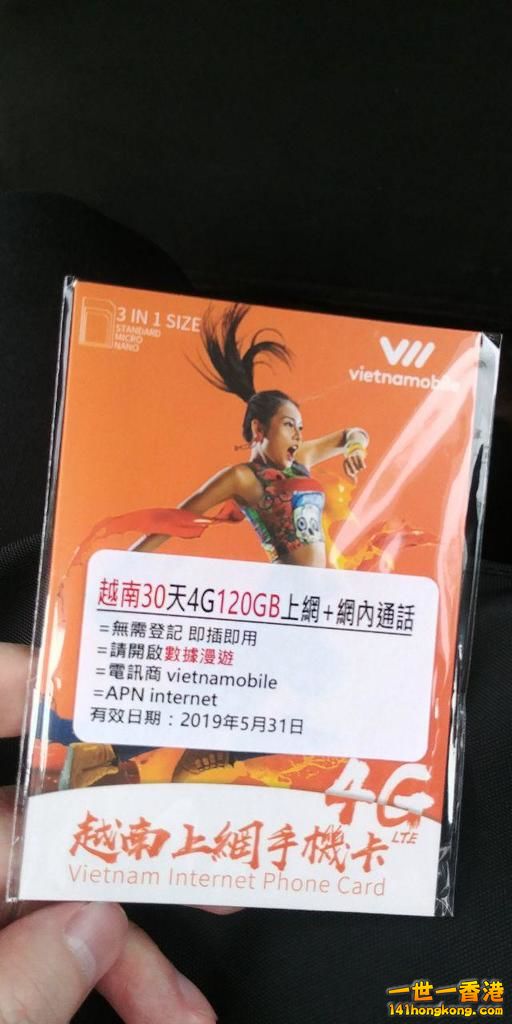 3 IN 1 SIZE
STANDARD
MICRO
NANO
vietnamobile
越南30天4G120GB上網+網內通話
=無需登記 即插即用
=請開啟數據漫遊
=電訊商 vietnamobile
=APN internet
有效日期：2019年5月31日
4G
LTE
越南上網手機卡
Vietnam Internet Phone Card
一世一香港
141hongkong.com